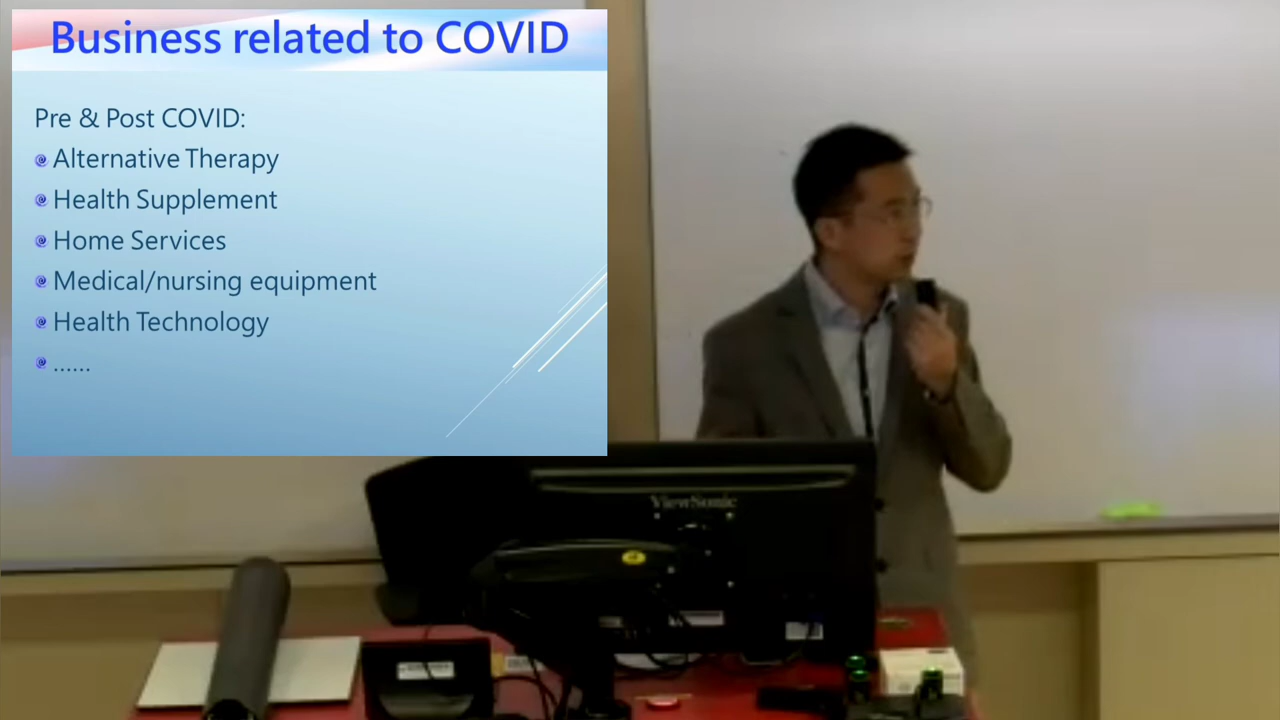 Business related to COVID
Pre & Post COVID:
Alternative Therapy
Health Supplement
Home Services
Medical/nursing equipment
Health Technology
......
ViewSonic